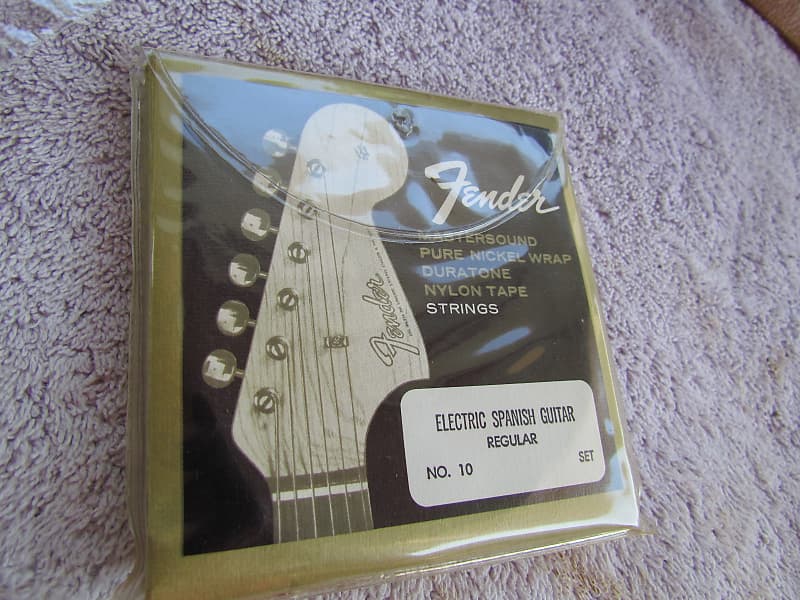 Fender
MASTERSOUND
PURE NICKEL WRAP
DURATONE
NYLON TAPE
STRINGS
Fender
ELECTRIC SPANISH GUITAR
REGULAR
NO. 10 SET